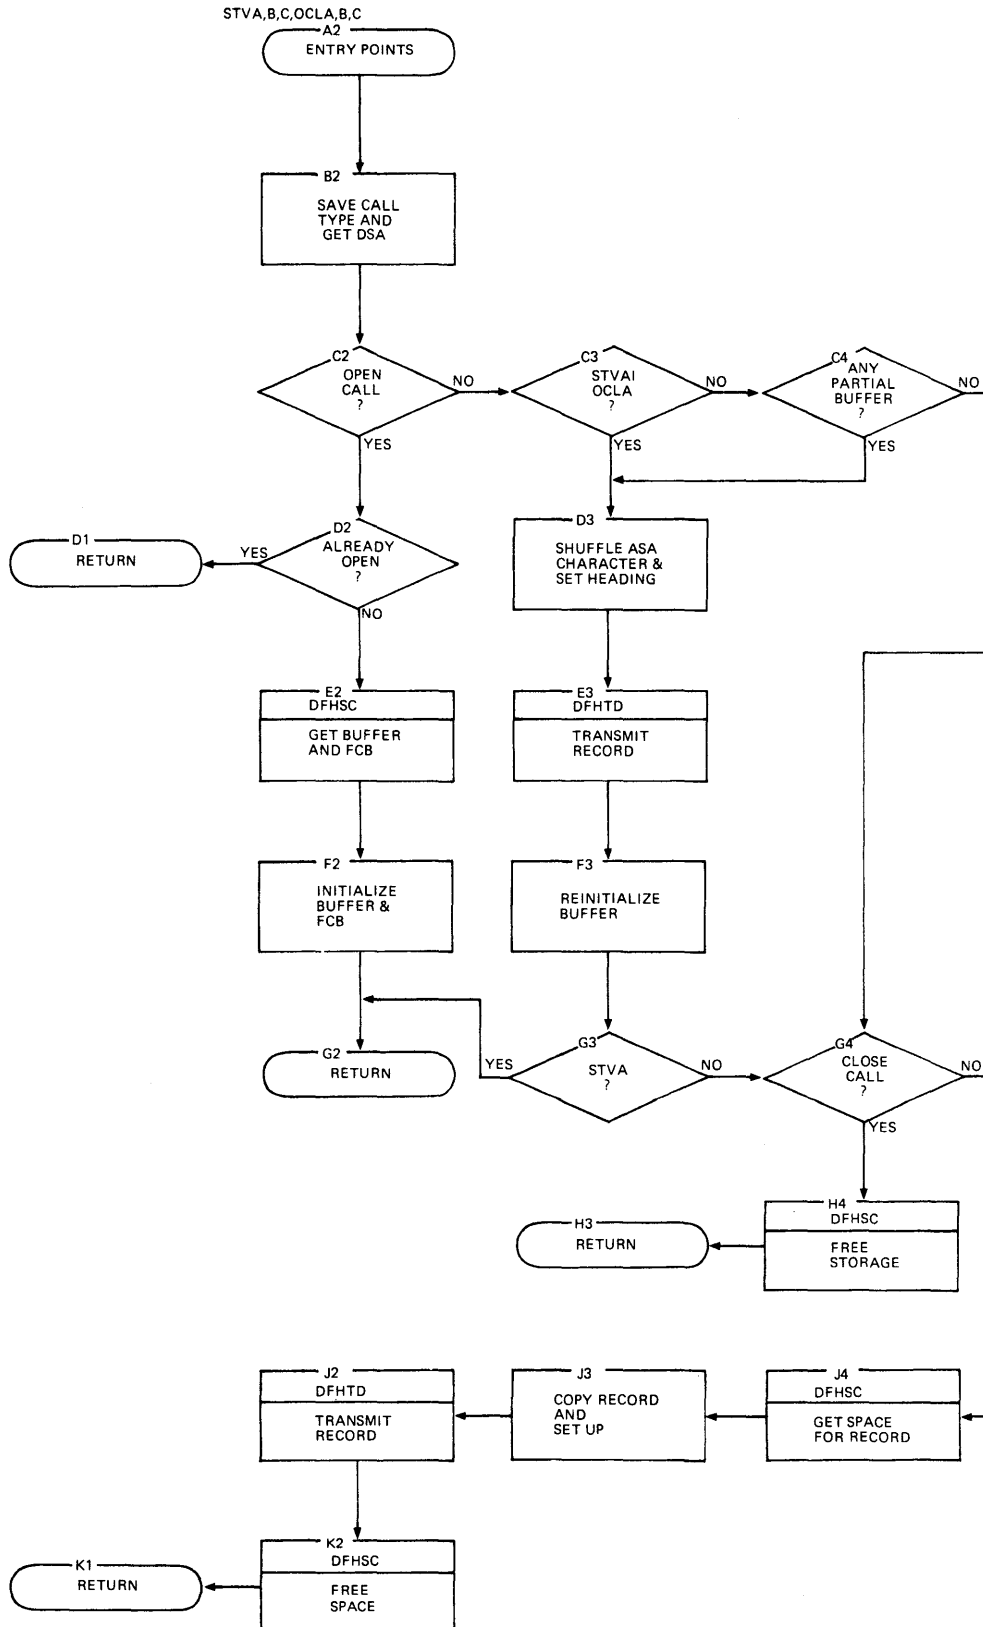 STVA,B,C,OCLA,B,C
A2
ENTRY POINTS
B2
SAVE CALL
TYPE AND
GET DSA
C2
OPEN
CALL
?
NO
YES
C3
STVAI
OCLA
?
NO
YES
C4
ANY
PARTIAL
BUFFER
?
NO
YES
D1
RETURN
YES
D2
ALREADY
OPEN
?
NO
D3
SHUFFLE ASA
CHARACTER &
SET HEADING
E2
DFHSC
GET BUFFER
AND FCB
E3
DFHTD
TRANSMIT
RECORD
F2
INITIALIZE
BUFFER &
FCB
F3
REINITIALIZE
BUFFER
G2
RETURN
YES
G3
STVA
?
NO
G4
CLOSE
CALL
?
NO
YES
H3
RETURN
H4
DFHSC
FREE
STORAGE
J2
DFHTD
TRANSMIT
RECORD
J3
COPY RECORD
AND
SET UP
J4
DFHSC
GET SPACE
FOR RECORD
K1
RETURN
K2
DFHSC
FREE
SPACE